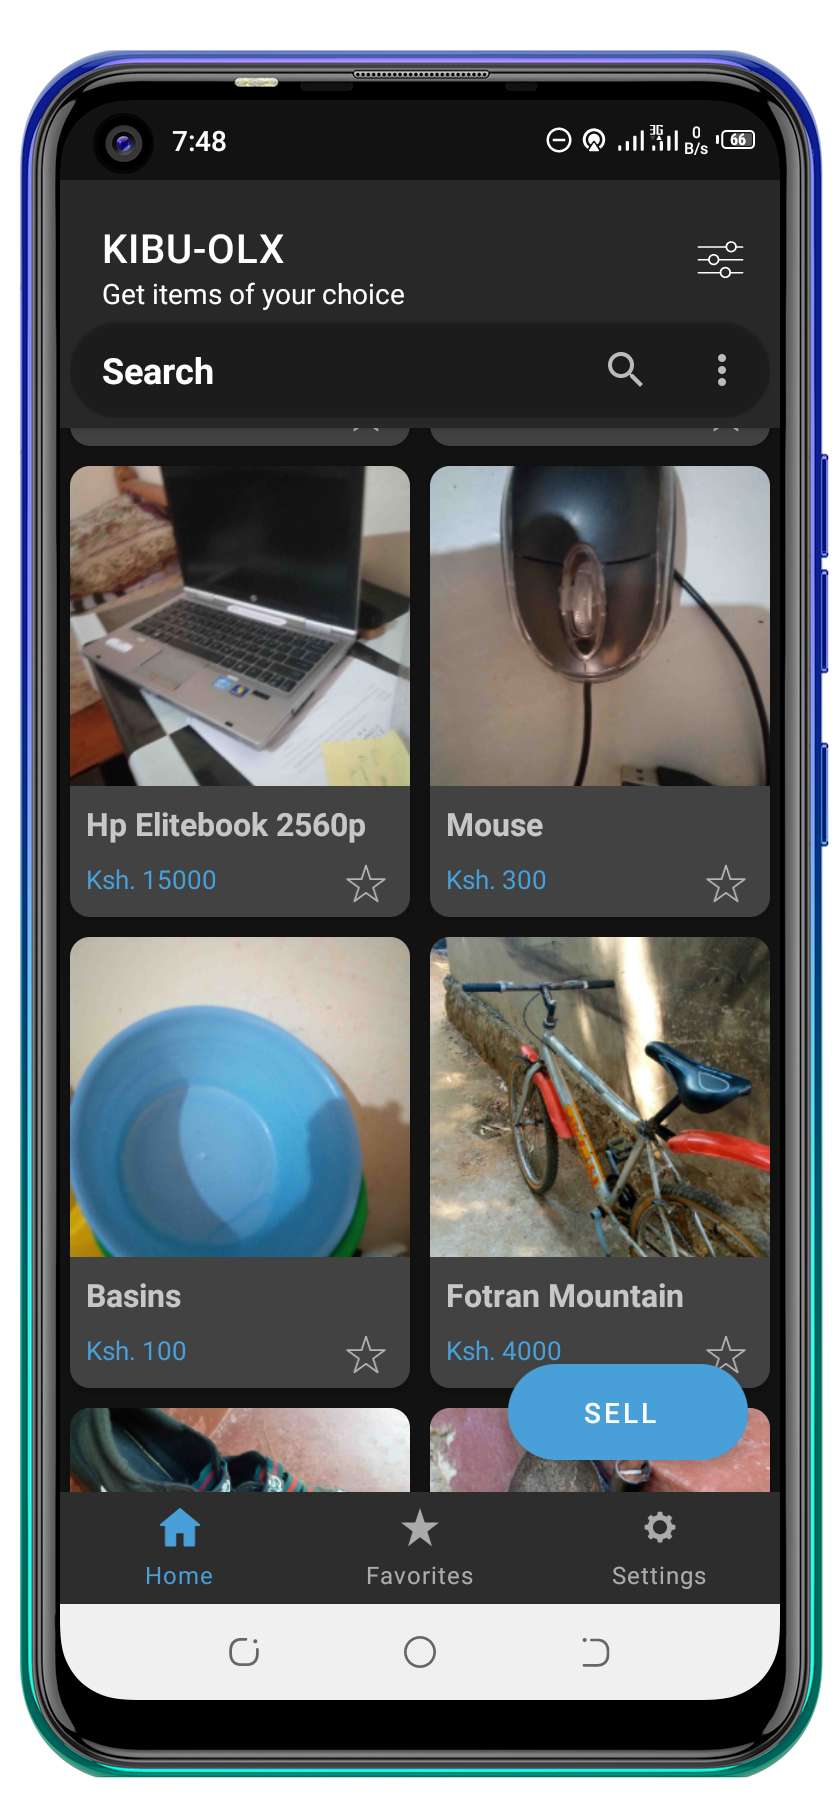 7:48
3G
0
B/s
66
KIBU-OLX
Get items of your choice
Search
Hp Elitebook 2560p
Mouse
Ksh. 15000
Ksh. 300
Basins
Fotran Mountain
Ksh. 100
Ksh. 4000
SELL
Home
Favorites
Settings